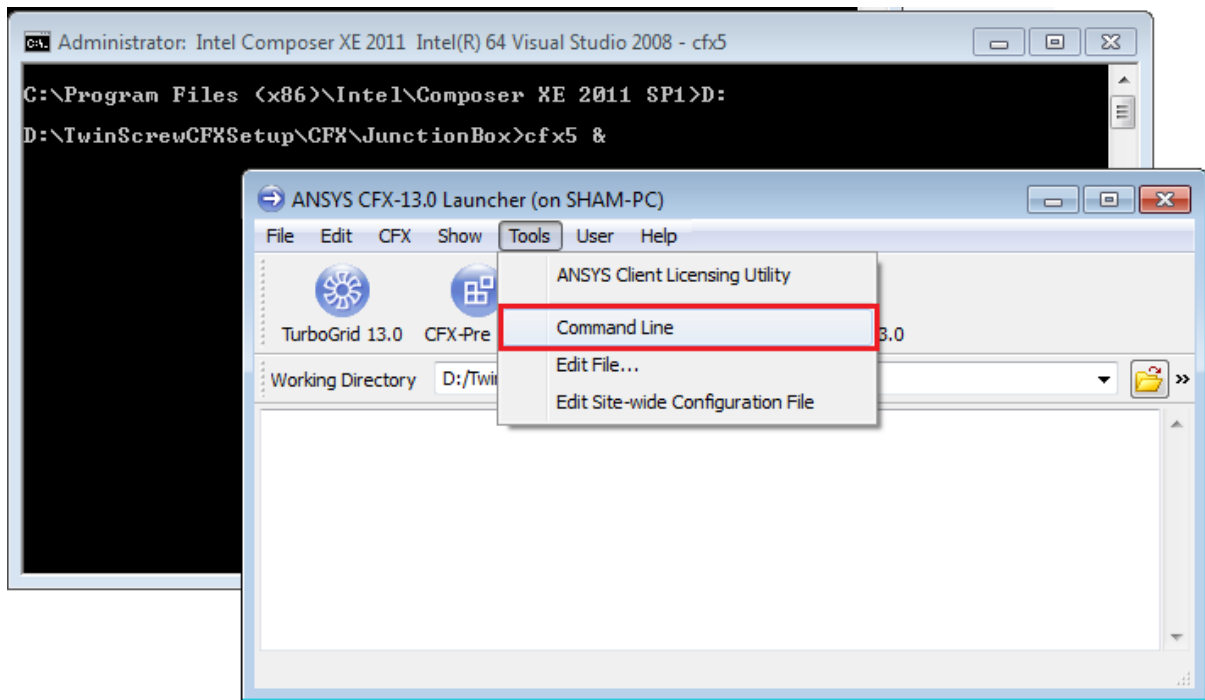 Administrator: Intel Composer XE 2011 Intel(R) 64 Visual Studio 2008 - cfx5
C:\Program Files (x86)\Intel\Composer XE 2011 SP1>D:
D:\TwinScrewCFXSetup\CFX\JunctionBox>cfx5 &
ANSYS CFX-13.0 Launcher (on SHAM-PC)
File Edit CFX Show Tools User Help
ANSYS Client Licensing Utility
TurboGrid 13.0 CFX-Pre Command Line 3.0
Edit File...
Working Directory D:/Twi
Edit Site-wide Configuration File